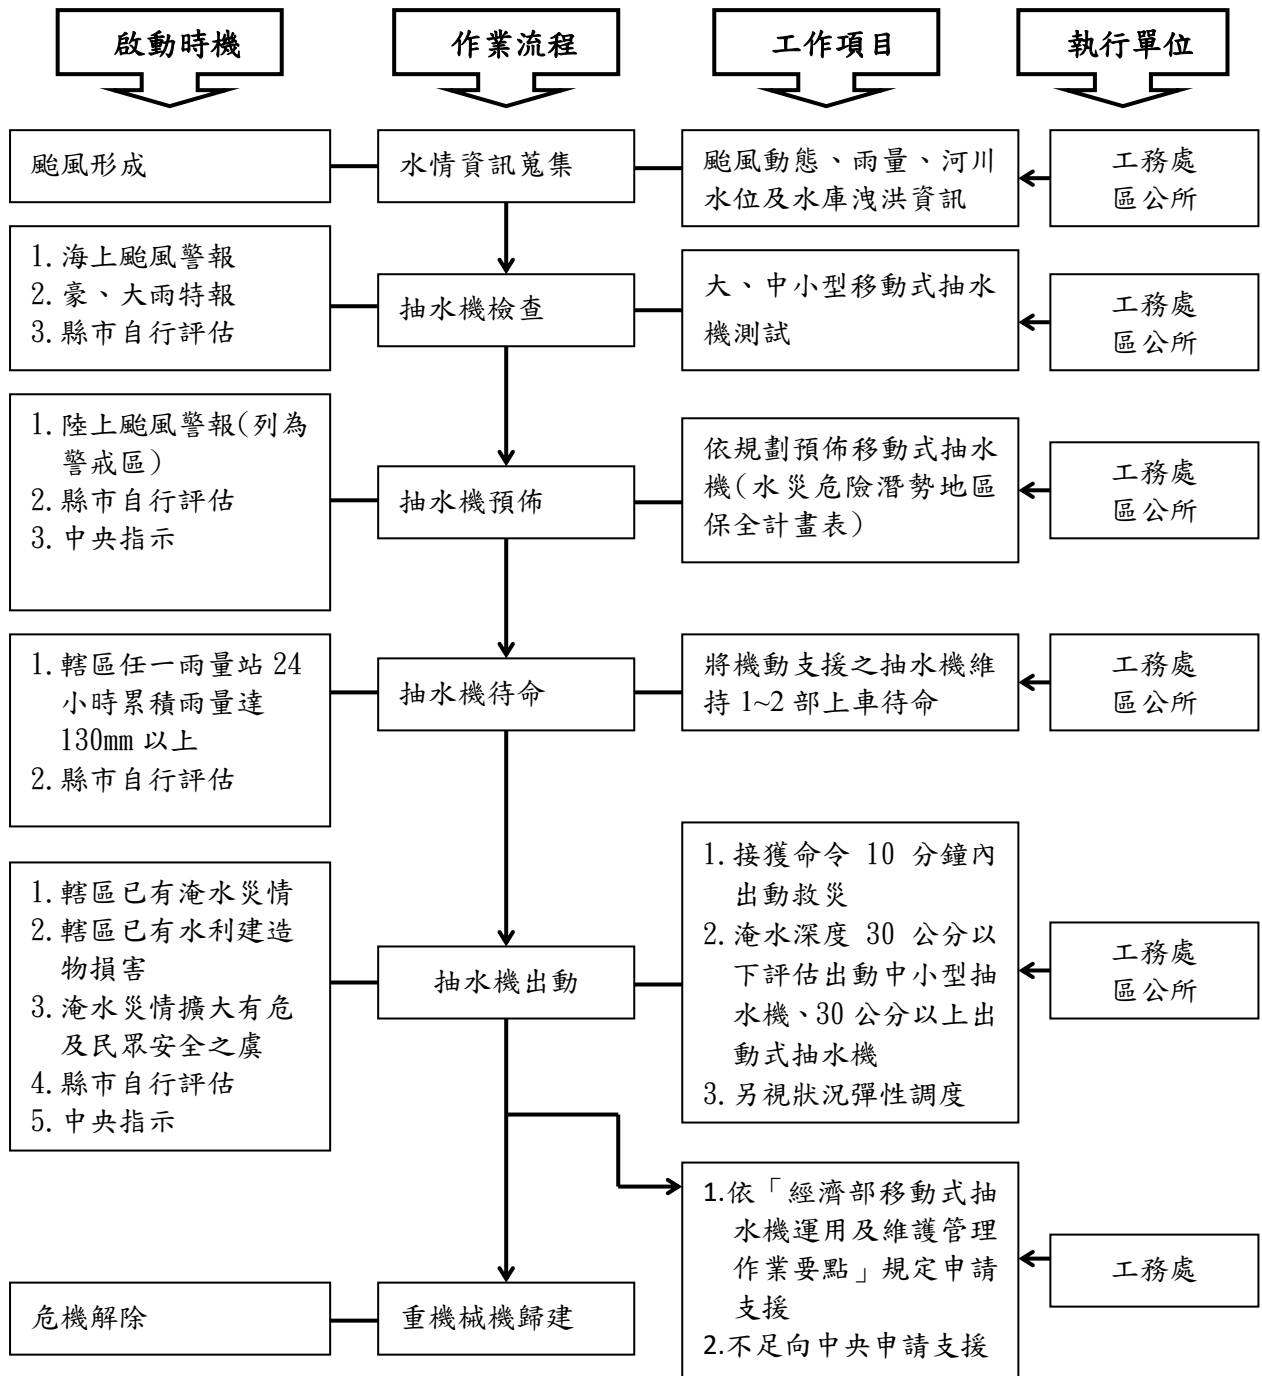 啟動時機
作業流程
工作項目
執行單位
颱風形成
水情資訊蒐集
颱風動態、雨量、河川
水位及水庫洩洪資訊
工務處
區公所
1. 海上颱風警報
2. 豪、大雨特報
3. 縣市自行評估
抽水機檢查
大、中小型移動式抽水
機測試
工務處
區公所
1. 陸上颱風警報(列為
警戒區)
2. 縣市自行評估
3. 中央指示
抽水機預佈
依規劃預佈移動式抽水
機(水災危險潛勢地區
保全計畫表)
工務處
區公所
1. 轄區任一雨量站 24
小時累積雨量達
130mm 以上
2. 縣市自行評估
抽水機待命
將機動支援之抽水機維
持 1~2 部上車待命
工務處
區公所
1. 轄區已有淹水災情
2. 轄區已有水利建造
物損害
3. 淹水災情擴大有危
及民眾安全之虞
4. 縣市自行評估
5. 中央指示
抽水機出動
1. 接獲命令 10 分鐘內
出動救災
2. 淹水深度 30 公分以
下評估出動中小型抽
水機、30 公分以上出
動式抽水機
3. 另視狀況彈性調度
工務處
區公所
1.依「經濟部移動式抽
水機運用及維護管理
作業要點」規定申請
支援
2.不足向中央申請支援
工務處
危機解除
重機械機歸建